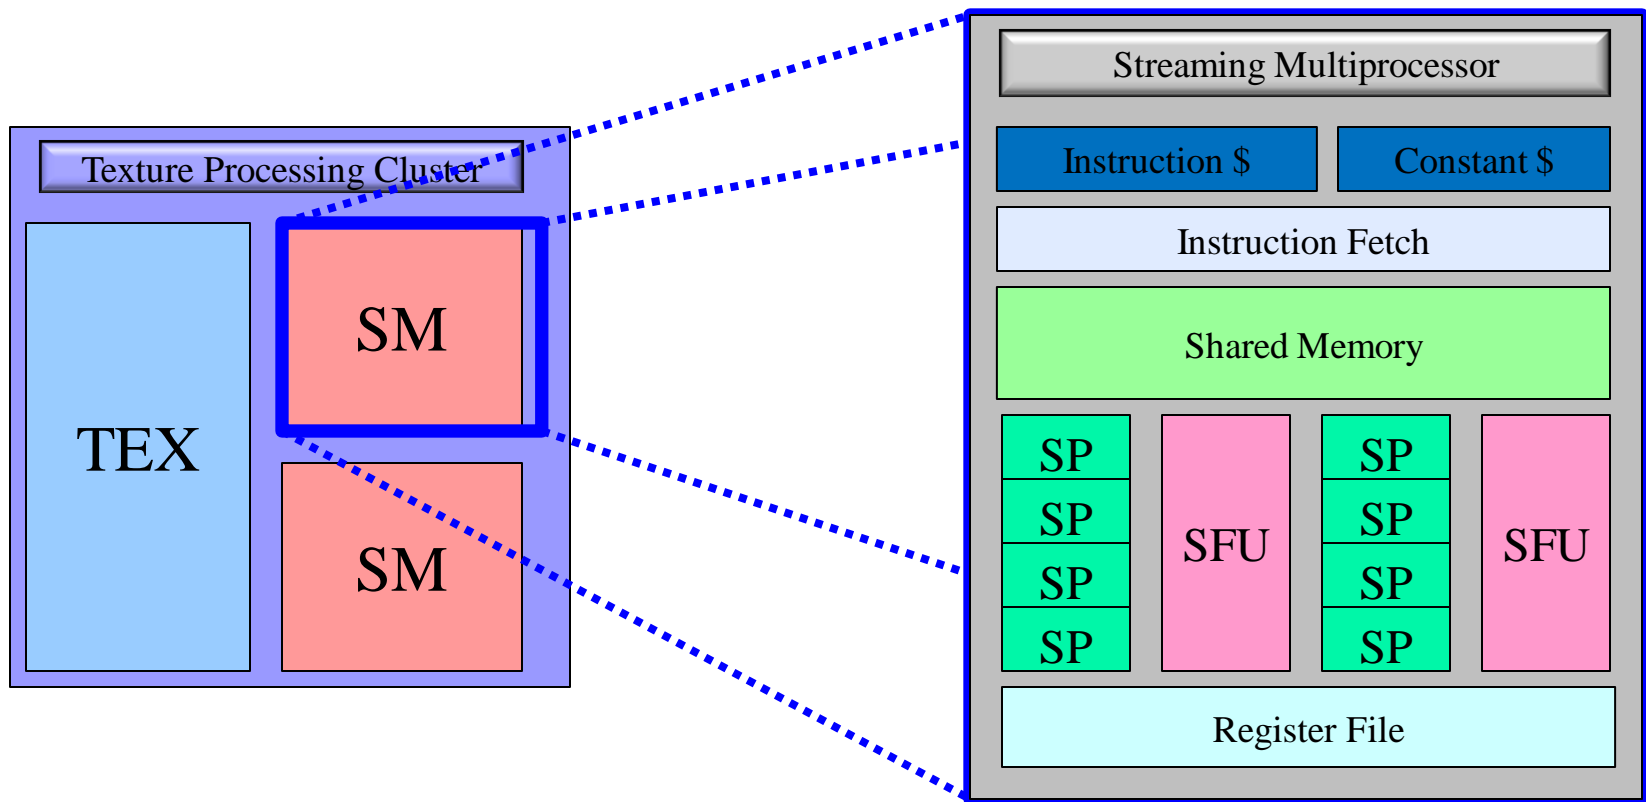 Texture Processing Cluster
TEX
SM
SM
Streaming Multiprocessor
Instruction $
Constant $
Instruction Fetch
Shared Memory
SP
SP
SP
SP
SFU
SP
SP
SP
SP
SFU
Register File